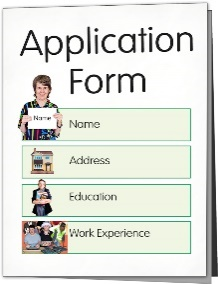 Application
Form
Name
Name
Address
Education
Work Experience